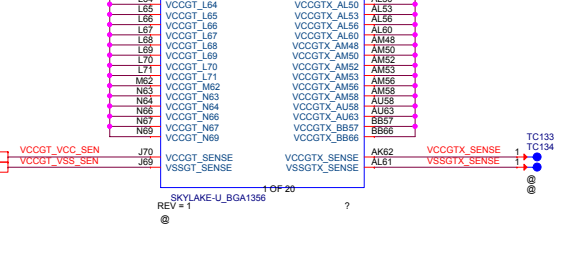 L65 VCCGT_L64 VCCGTX_AL50 AL53
L66 VCCGT_L65 VCCGTX_AL53 AL56
L67 VCCGT_L66 VCCGTX_AL56 AL60
L68 VCCGT_L67 VCCGTX_AL60 AM48
L69 VCCGT_L68 VCCGTX_AM48 AM50
L70 VCCGT_L69 VCCGTX_AM50 AM52
L71 VCCGT_L70 VCCGTX_AM52 AM53
M62 VCCGT_L71 VCCGTX_AM53 AM56
N63 VCCGT_M62 VCCGTX_AM56 AM58
N64 VCCGT_N63 VCCGTX_AM58 AU58
N66 VCCGT_N64 VCCGTX_AU58 AU63
N67 VCCGT_N66 VCCGTX_AU63 BB57
N69 VCCGT_N67 VCCGTX_BB57 BB66
VCCGT_N69 VCCGTX_BB66
TC133
TC134
VCCGT_VCC_SEN J70 VCCGT_SENSE VCCGTX_SENSE AK62 VCCGTX_SENSE 1
VCCGT_VSS_SEN J69 VSSGT_SENSE VSSGTX_SENSE AL61 VSSGTX_SENSE 1
@
@
1 OF 20
SKYLAKE-U_BGA1356
REV = 1 ?
@